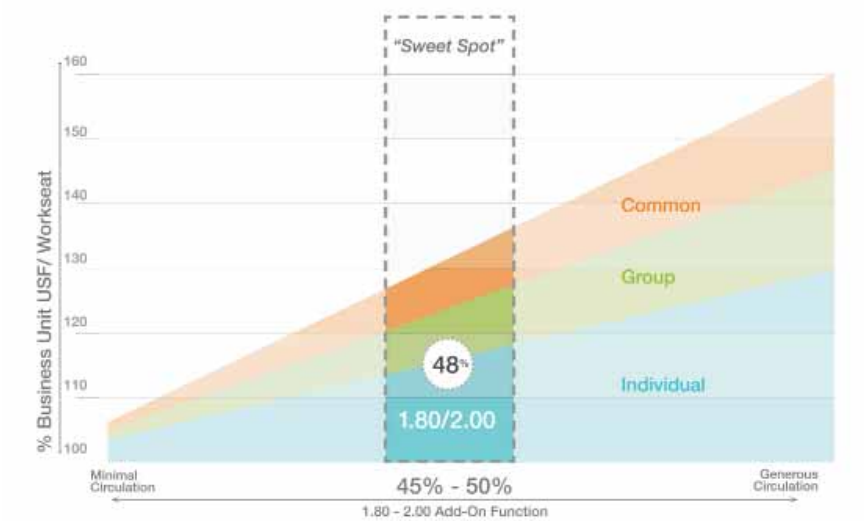 “Sweet Spot”
160
150
140
130
120
110
100
% Business Unit USF/ Workseat
Common
Group
Individual
48%
1.80/2.00
Minimal
Circulation
45% - 50%
Generous
Circulation
1.80 - 2.00 Add-On Function